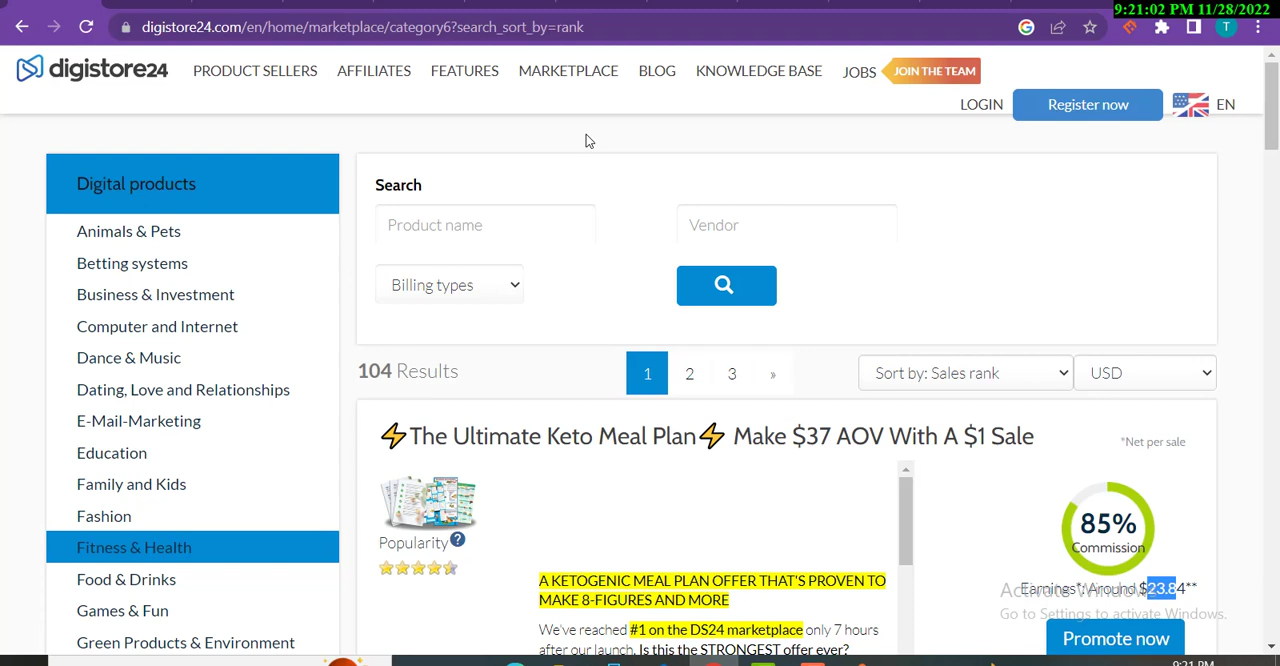 9:21:02 PM 11/28/2022
digistore24.com/en/home/marketplace/category6?search_sort_by=rank
T
digistore24
PRODUCT SELLERS
AFFILIATES
FEATURES
MARKETPLACE
BLOG
KNOWLEDGE BASE
JOBS
JOIN THE TEAM
LOGIN
Register now
EN
Digital products
Animals & Pets
Betting systems
Business & Investment
Computer and Internet
Dance & Music
Dating, Love and Relationships
E-Mail-Marketing
Education
Family and Kids
Fashion
Fitness & Health
Food & Drinks
Games & Fun
Green Products & Environment
Search
Product name
Vendor
Billing types
104 Results
1
2
3
»
Sort by: Sales rank
USD
⚡The Ultimate Keto Meal Plan⚡ Make $37 AOV With A $1 Sale
*Net per sale
Popularity ?
A KETOGENIC MEAL PLAN OFFER THAT'S PROVEN TO
MAKE 8-FIGURES AND MORE
We've reached #1 on the DS24 marketplace only 7 hours
after our launch. Is this the STRONGEST offer ever?
85%
Commission
Earnings*: Around $23.84**
Promote now
Activate Windows
Go to Settings to activate Windows.
9:21 PM